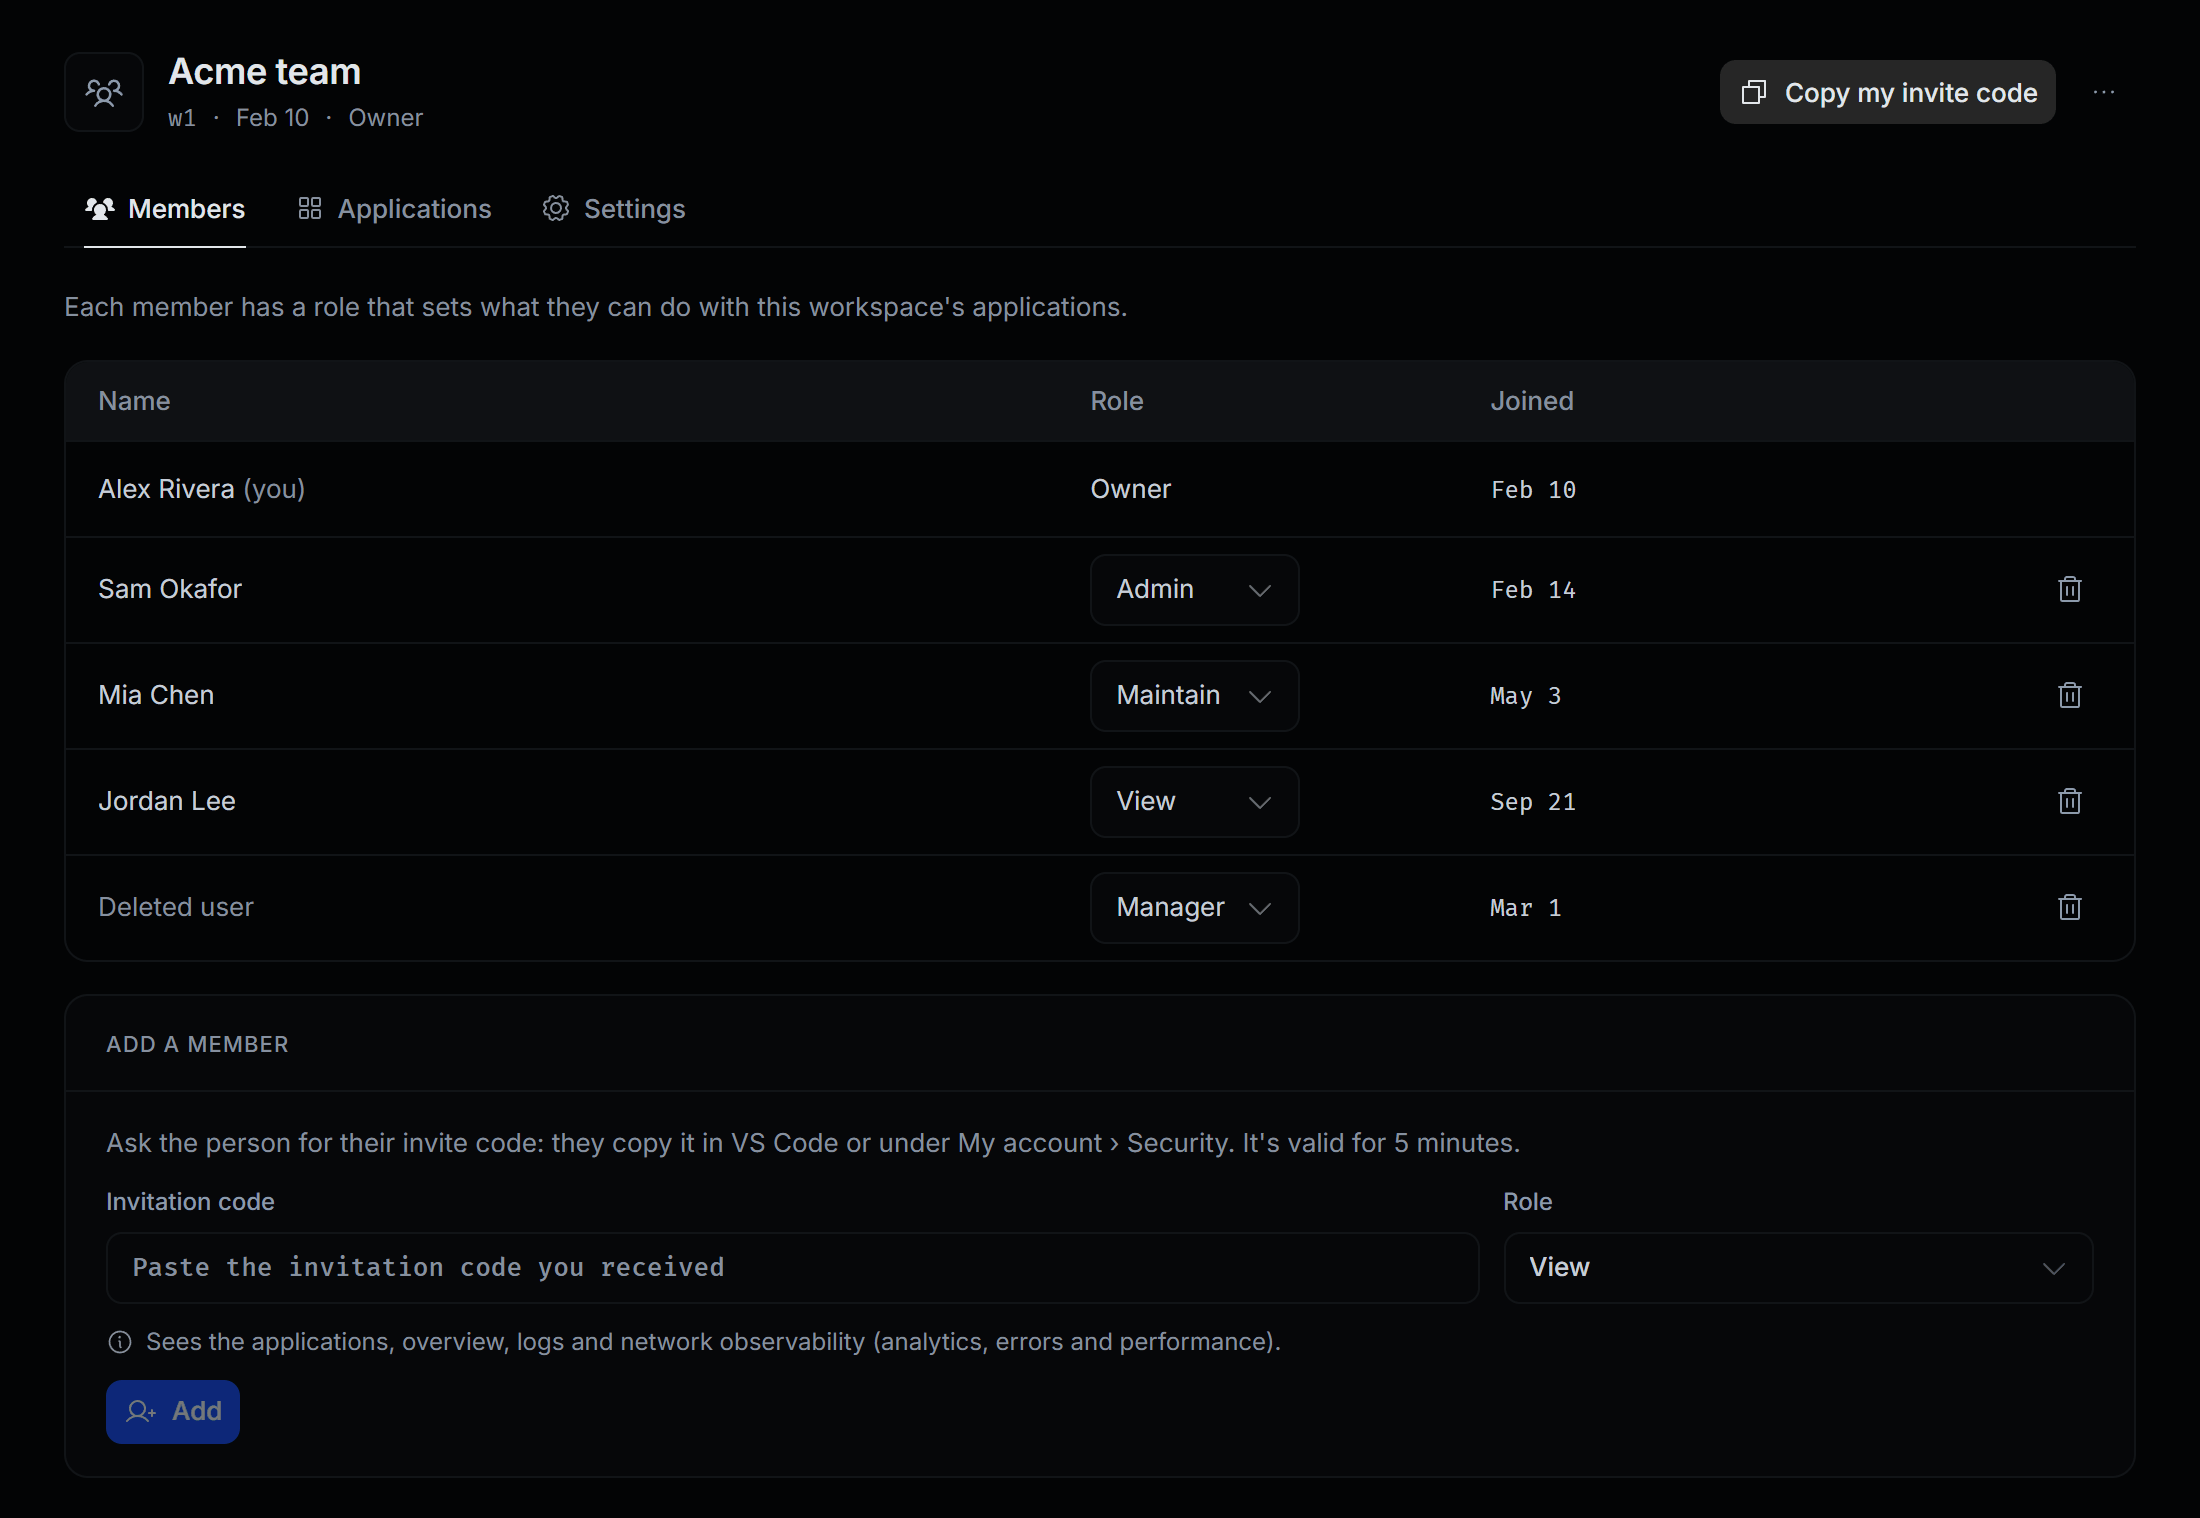 Acme team
w1 · Feb 10 · Owner
Copy my invite code
Members Applications Settings
Each member has a role that sets what they can do with this workspace's applications.
Name Role Joined
Alex Rivera (you) Owner Feb 10
Sam Okafor Admin Feb 14
Mia Chen Maintain May 3
Jordan Lee View Sep 21
Deleted user Manager Mar 1
ADD A MEMBER
Ask the person for their invite code: they copy it in VS Code or under My account › Security. It's valid for 5 minutes.
Invitation code Role
Paste the invitation code you received View
Sees the applications, overview, logs and network observability (analytics, errors and performance).
Add